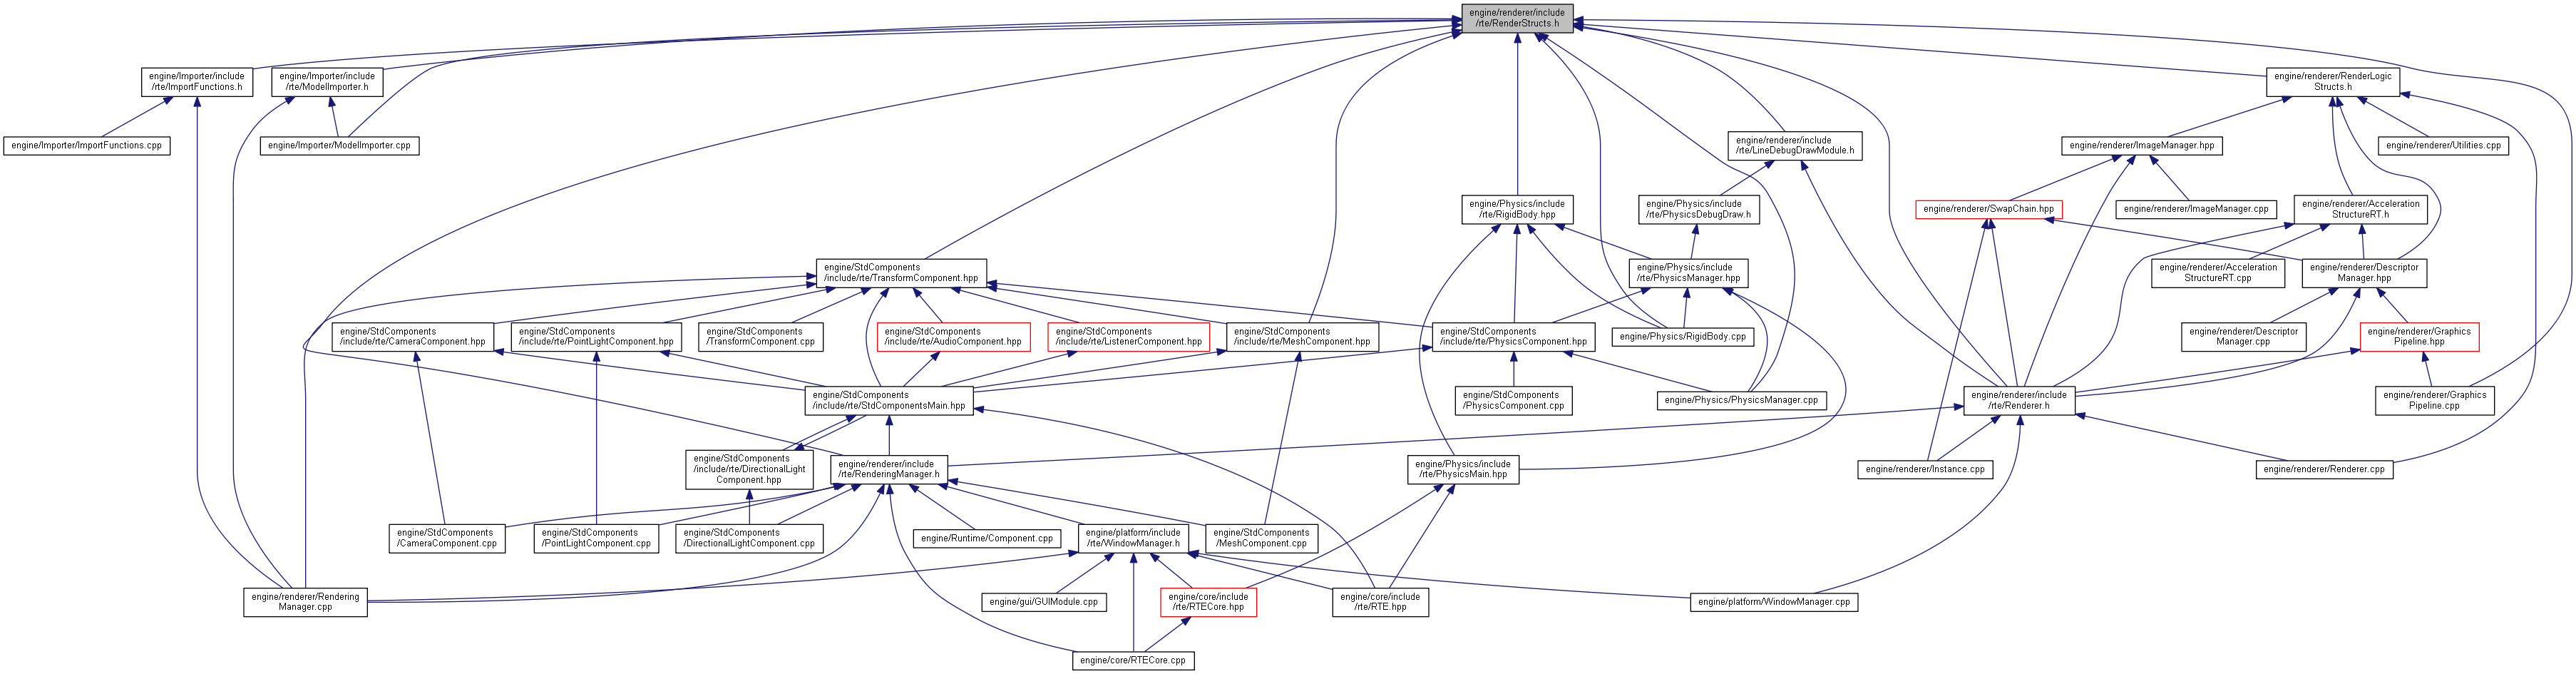 engine/renderer/include
/rte/RenderStructs.h
engine/Importer/include
/rte/ImportFunctions.h
engine/Importer/include
/rte/ModelImporter.h
engine/renderer/RenderLogic
Structs.h
engine/Importer/ImportFunctions.cpp
engine/Importer/ModelImporter.cpp
engine/renderer/include
/rte/LineDebugDrawModule.h
engine/renderer/ImageManager.hpp
engine/renderer/Utilities.cpp
engine/Physics/include
/rte/RigidBody.hpp
engine/Physics/include
/rte/PhysicsDebugDraw.h
engine/renderer/SwapChain.hpp
engine/renderer/ImageManager.cpp
engine/renderer/Acceleration
StructureRT.h
engine/StdComponents
/include/rte/TransformComponent.hpp
engine/Physics/include
/rte/PhysicsManager.hpp
engine/renderer/Acceleration
StructureRT.cpp
engine/renderer/Descriptor
Manager.hpp
engine/StdComponents
/include/rte/CameraComponent.hpp
engine/StdComponents
/include/rte/PointLightComponent.hpp
engine/StdComponents
/TransformComponent.cpp
engine/StdComponents
/include/rte/AudioComponent.hpp
engine/StdComponents
/include/rte/ListenerComponent.hpp
engine/StdComponents
/include/rte/MeshComponent.hpp
engine/StdComponents
/include/rte/PhysicsComponent.hpp
engine/Physics/RigidBody.cpp
engine/renderer/Descriptor
Manager.cpp
engine/renderer/Graphics
Pipeline.hpp
engine/StdComponents
/include/rte/StdComponentsMain.hpp
engine/StdComponents
/PhysicsComponent.cpp
engine/Physics/PhysicsManager.cpp
engine/renderer/include
/rte/Renderer.h
engine/renderer/Graphics
Pipeline.cpp
engine/StdComponents
/include/rte/DirectionalLight
Component.hpp
engine/renderer/include
/rte/RenderingManager.h
engine/Physics/include
/rte/PhysicsMain.hpp
engine/renderer/Instance.cpp
engine/renderer/Renderer.cpp
engine/StdComponents
/CameraComponent.cpp
engine/StdComponents
/PointLightComponent.cpp
engine/StdComponents
/DirectionalLightComponent.cpp
engine/Runtime/Component.cpp
engine/platform/include
/rte/WindowManager.h
engine/StdComponents
/MeshComponent.cpp
engine/renderer/Rendering
Manager.cpp
engine/gui/GUIModule.cpp
engine/core/include
/rte/RTECore.hpp
engine/core/include
/rte/RTE.hpp
engine/platform/WindowManager.cpp
engine/core/RTECore.cpp